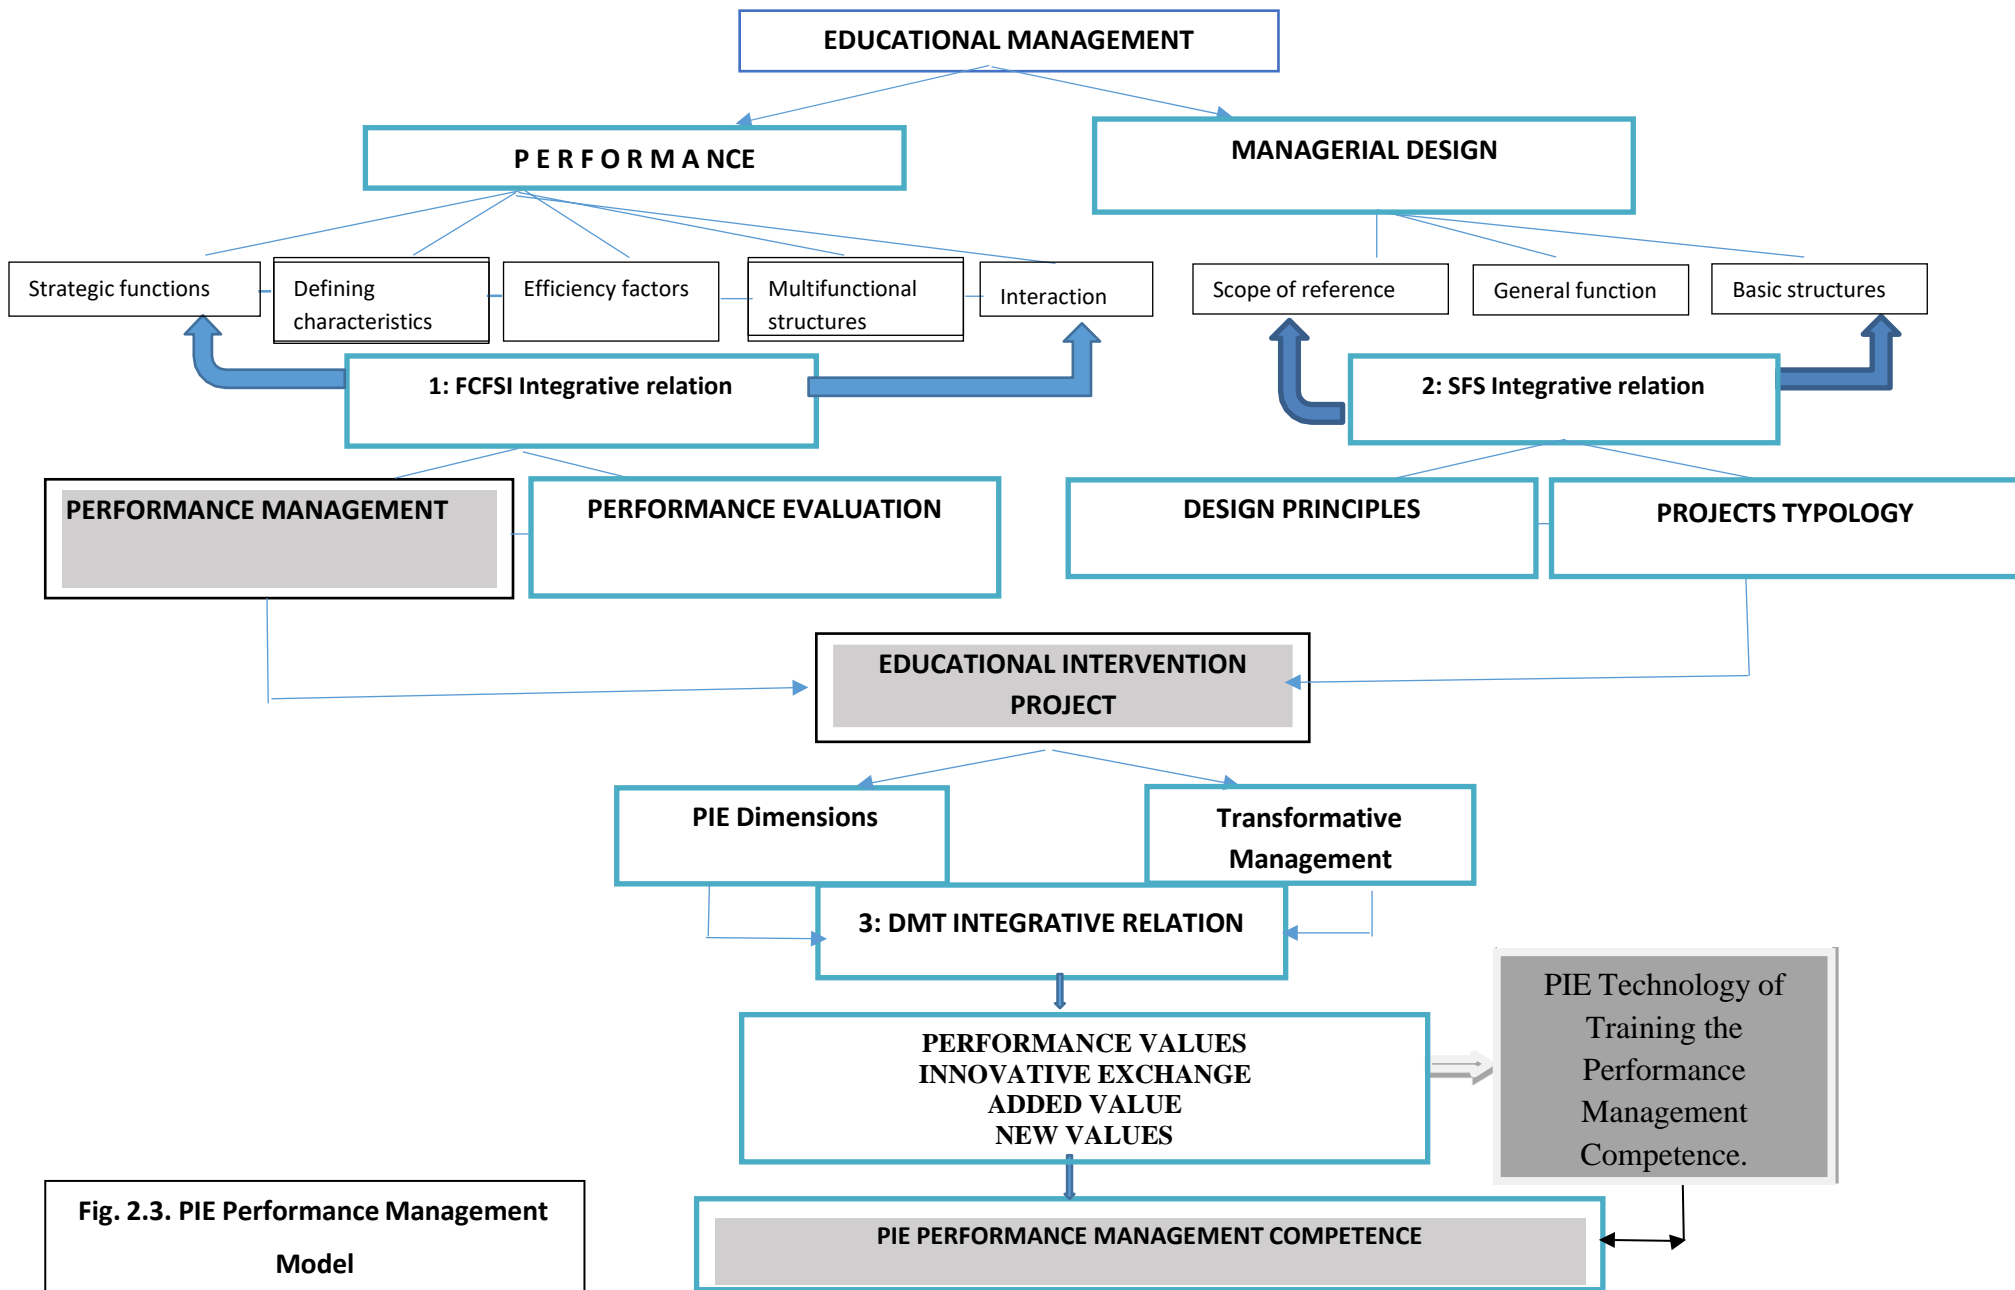 EDUCATIONAL MANAGEMENT
P E R F O R M A NCE
MANAGERIAL DESIGN
Strategic functions
Defining
characteristics
Efficiency factors
Multifunctional
structures
Interaction
Scope of reference
General function
Basic structures
1: FCFSI Integrative relation
2: SFS Integrative relation
PERFORMANCE MANAGEMENT
PERFORMANCE EVALUATION
DESIGN PRINCIPLES
PROJECTS TYPOLOGY
EDUCATIONAL INTERVENTION
PROJECT
PIE Dimensions
Transformative
Management
3: DMT INTEGRATIVE RELATION
PERFORMANCE VALUES
INNOVATIVE EXCHANGE
ADDED VALUE
NEW VALUES
PIE Technology of
Training the
Performance
Management
Competence.
PIE PERFORMANCE MANAGEMENT COMPETENCE
Fig. 2.3. PIE Performance Management
Model